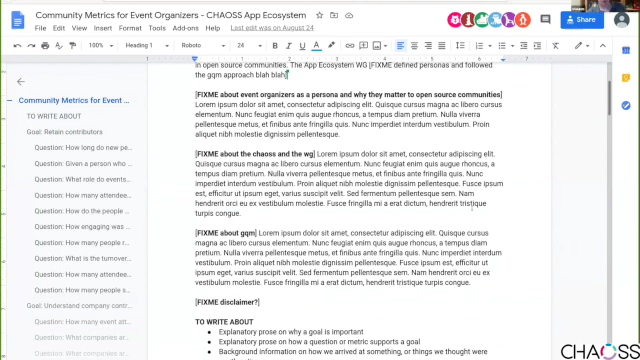 Community Metrics for Event Organizers - CHAOSS App Ecosystem
File Edit View Insert Format Tools Add-ons Help Last edit was on August 24
Share
100% Heading 1 Roboto 12
Community Metrics for Event ...
TO WRITE ABOUT
Goal: Retain contributors
Question: How long do new pe...
Question: Given a person who ...
Question: What role do events...
Question: How many attended...
Question: How do the people ...
Question: How engaging was ...
Question: How many people r...
Question: What is the turnover...
Question: How many attendee...
Question: How many people s...
Goal: Understand company contr...
Question: How many event att...
Question: What companies ar...
in open source communities. The App Ecosystem WG [FIXME defined personas and followed
the gqm approach blah blah]
[FIXME about event organizers as a persona and why they matter to open source communities]
Lorem ipsum dolor sit amet, consectetur adipiscing elit. Quisque cursus magna ac libero cursus
elementum. Nunc feugiat enim quis augue rhoncus, a tempus diam pretium. Nulla viverra
pellentesque metus, et finibus ante fringilla quis. Nunc imperdiet interdum vestibulum. Proin
aliquet nibh molestie dignissim pellentesque.
[FIXME about the chaoss and the wg] Lorem ipsum dolor sit amet, consectetur adipiscing elit.
Quisque cursus magna ac libero cursus elementum. Nunc feugiat enim quis augue rhoncus, a
tempus diam pretium. Nulla viverra pellentesque metus, et finibus ante fringilla quis. Nunc
imperdiet interdum vestibulum. Proin aliquet nibh molestie dignissim pellentesque. Fusce ipsum
est, efficitur ut ipsum eget, varius suscipit velit. Sed fermentum pellentesque sem. Nam
hendrerit orci eu ex vestibulum molestie. Fusce fringilla mi a erat dictum, hendrerit tristique
turpis congue.
[FIXME about gqm] Lorem ipsum dolor sit amet, consectetur adipiscing elit. Quisque cursus
magna ac libero cursus elementum. Nunc feugiat enim quis augue rhoncus, a tempus diam
pretium. Nulla viverra pellentesque metus, et finibus ante fringilla quis. Nunc imperdiet interdum
vestibulum. Proin aliquet nibh molestie dignissim pellentesque. Fusce ipsum est, efficitur ut
ipsum eget, varius suscipit velit. Sed fermentum pellentesque sem. Nam hendrerit orci eu ex
vestibulum molestie. Fusce fringilla mi a erat dictum, hendrerit tristique turpis congue.
[FIXME disclaimer?]
TO WRITE ABOUT
Explanatory prose on why a goal is important
Explanatory prose on how a question or metric supports a goal
Background information on how we arrived at something, or things we thought were
CHAOSS